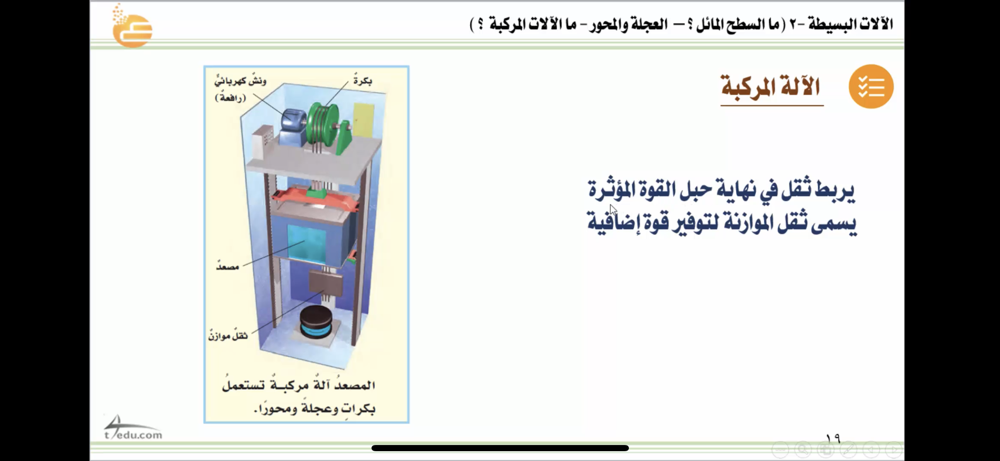 الآلات البسيطة -٢ ( ما السطح المائل ؟ – العجلة والمحور – ما الآلات المركبة ؟ )
الآلة المركبة
يربط ثقل في نهاية حبل القوة المؤثرة
يسمى ثقل الموازنة لتوفير قوة إضافية
بكرةٌ
ونشٌ كهربائيٌّ
(رافعةٌ)
مصعدٌ
ثقلٌ موازنٌ
المصعدُ آلةٌ مركبةٌ تستعملُ
بكراتٍ وعجلةً ومحورًا.
t4edu.com
١٩